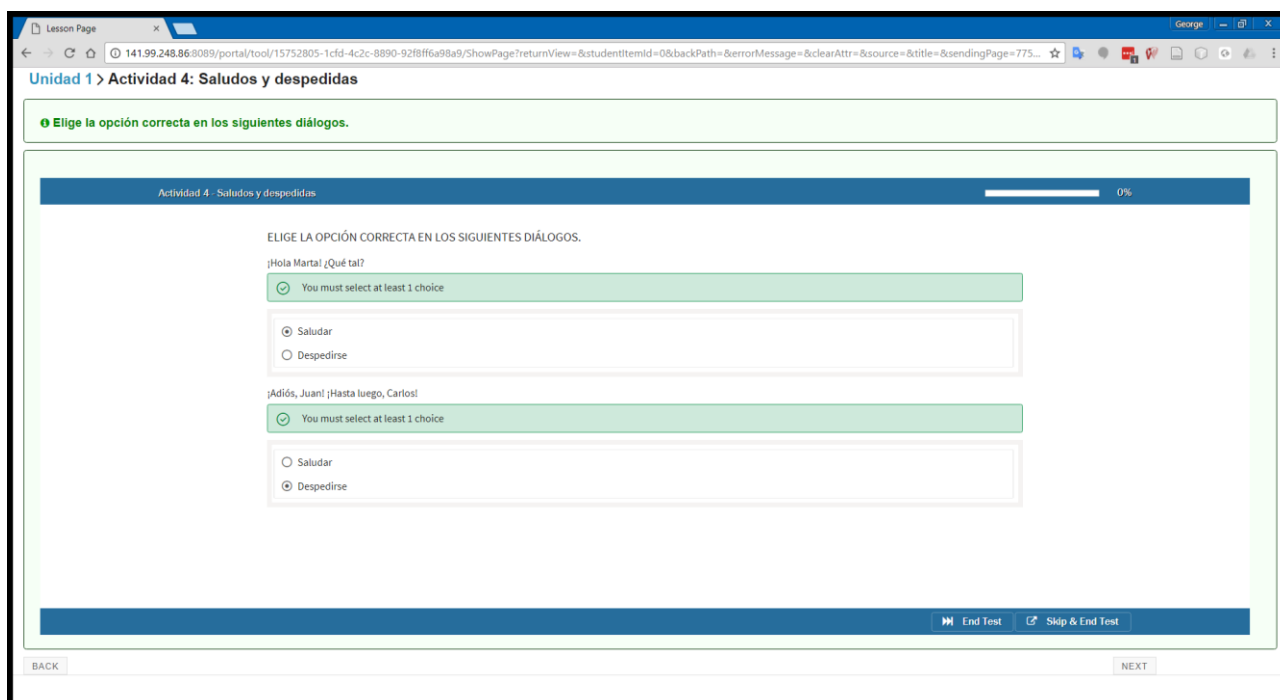 Lesson Page
George
141.99.248.86:8089/portal/tool/15752805-1cfd-4c2c-8890-92f8ff6a98a9/ShowPage?returnView=&studentItemId=0&backPath=&errorMessage=&clearAttr=&source=&title=&sendingPage=775...
Unidad 1 > Actividad 4: Saludos y despedidas
Elige la opción correcta en los siguientes diálogos.
Actividad 4 - Saludos y despedidas 0%
ELIGE LA OPCIÓN CORRECTA EN LOS SIGUIENTES DIÁLOGOS.
¡Hola Marta! ¿Qué tal?
You must select at least 1 choice
Saludar
Despedirse
¡Adiós, Juan! ¡Hasta luego, Carlos!
You must select at least 1 choice
Saludar
Despedirse
End Test Skip & End Test
BACK NEXT